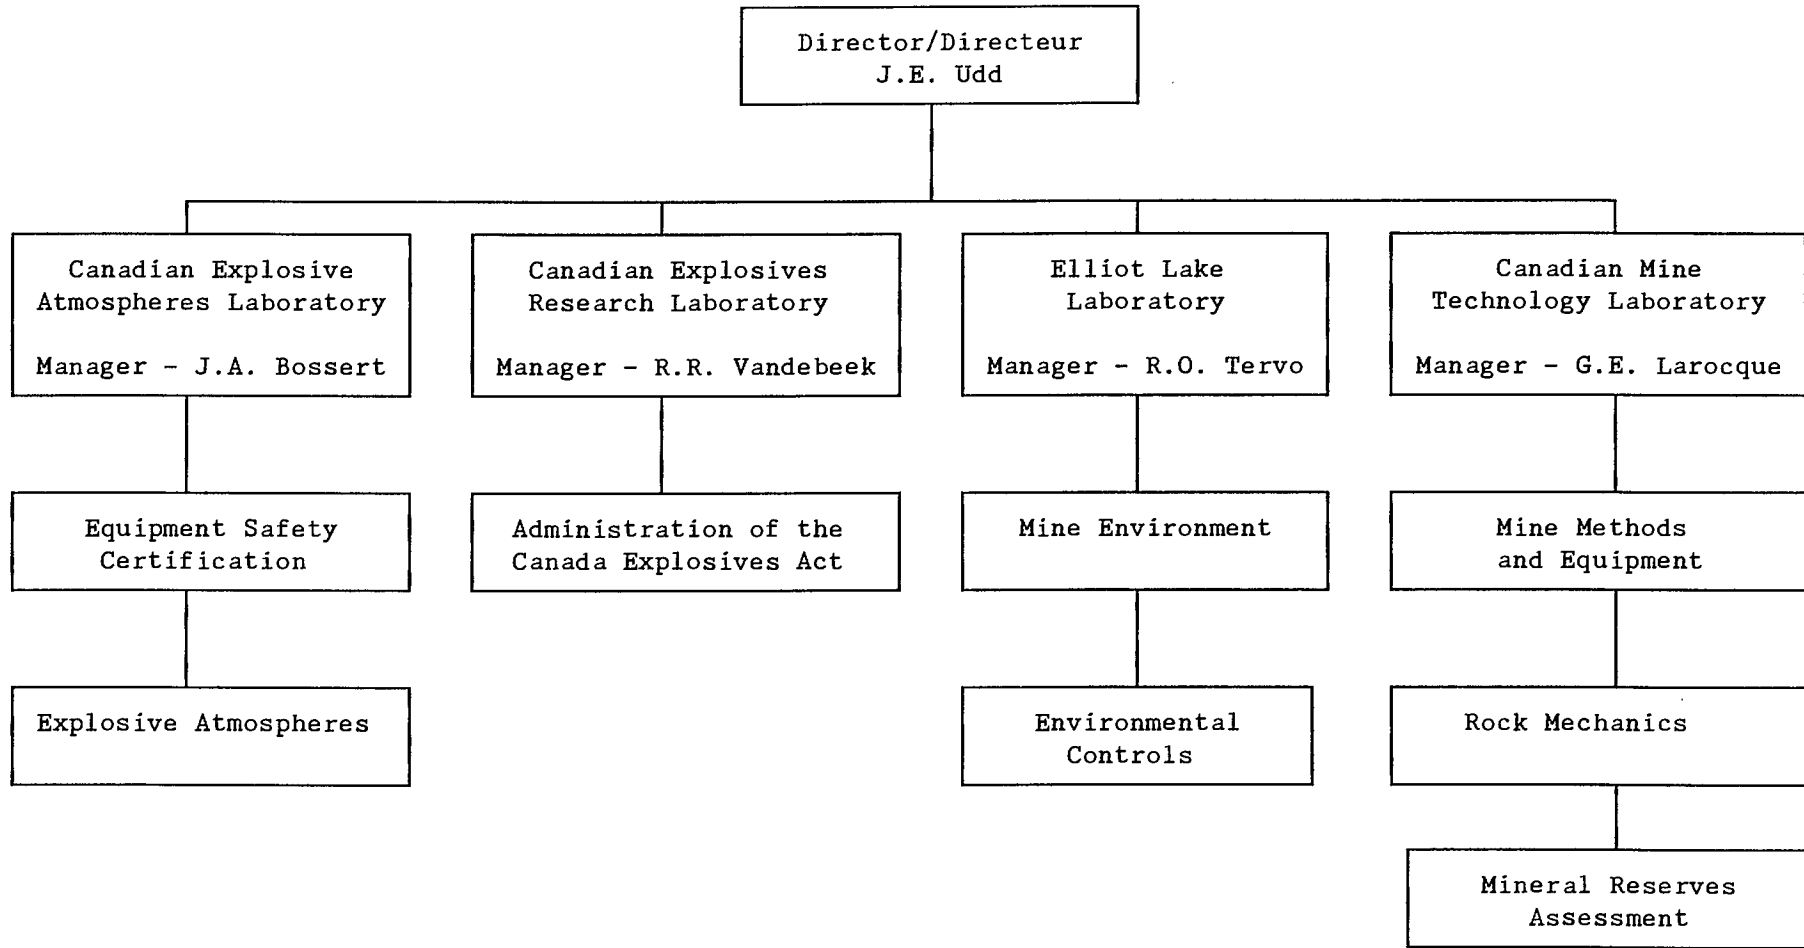 Director/Directeur
J.E. Udd
Canadian Explosive
Atmospheres Laboratory
Manager - J.A. Bossert
Canadian Explosives
Research Laboratory
Manager - R.R. Vandebeek
Elliot Lake
Laboratory
Manager - R.O. Tervo
Canadian Mine
Technology Laboratory
Manager - G.E. Larocque
Equipment Safety
Certification
Administration of the
Canada Explosives Act
Mine Environment
Mine Methods
and Equipment
Explosive Atmospheres
Environmental
Controls
Rock Mechanics
Mineral Reserves
Assessment